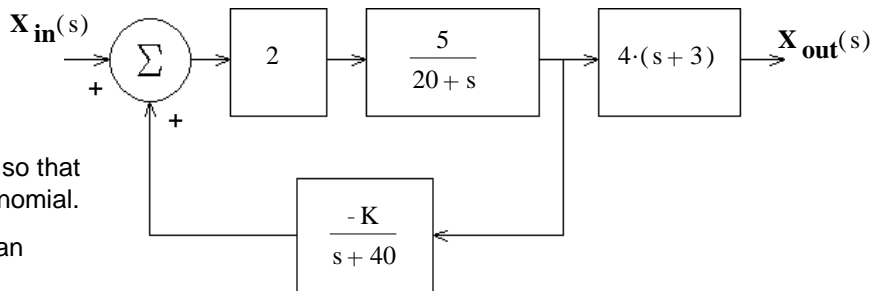 X in(s)
+
Σ
+
2
5
20 + s
4·(s + 3)
X out(s)
so that
nomial.
an
- K
s + 40